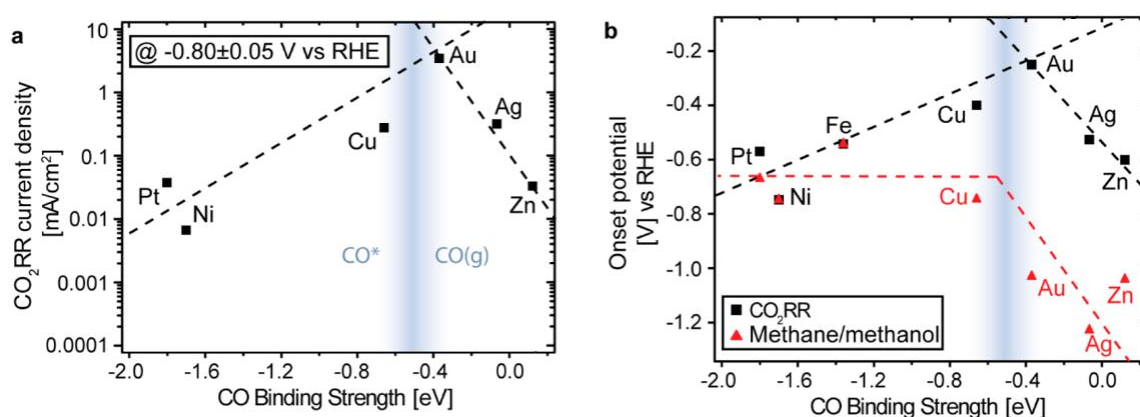 a
@ -0.80±0.05 V vs RHE
CO₂RR current density
[mA/cm²]
10
1
0.1
0.01
0.001
0.0001
Au
Ag
Cu
Pt
Ni
Zn
CO*
CO(g)
-2.0
-1.6
-1.2
-0.8
-0.4
0.0
CO Binding Strength [eV]
b
Onset potential
[V] vs RHE
-0.2
-0.4
-0.6
-0.8
-1.0
-1.2
Au
Cu
Ag
Fe
Pt
Zn
Ni
Cu
Au
Zn
Ag
CO₂RR
Methane/methanol
-2.0
-1.6
-1.2
-0.8
-0.4
0.0
CO Binding Strength [eV]